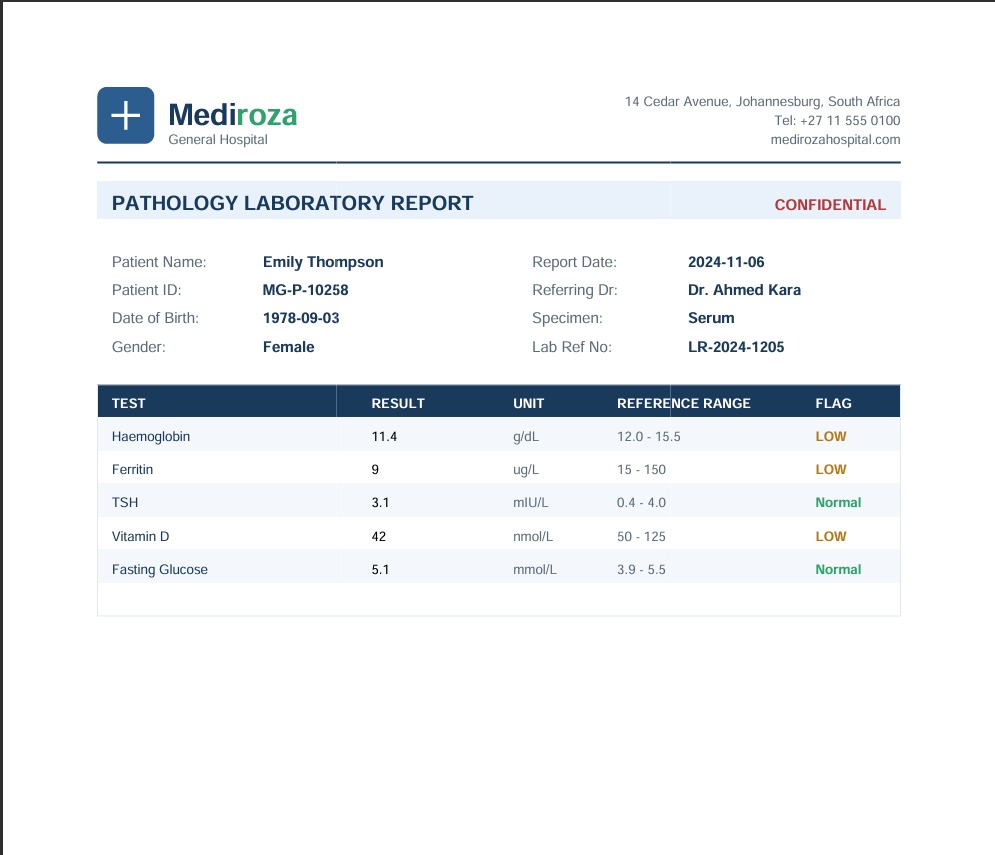 Mediroza
General Hospital
14 Cedar Avenue, Johannesburg, South Africa
Tel: +27 11 555 0100
medirozahospital.com
PATHOLOGY LABORATORY REPORT CONFIDENTIAL
Patient Name: Emily Thompson Report Date: 2024-11-06
Patient ID: MG-P-10258 Referring Dr: Dr. Ahmed Kara
Date of Birth: 1978-09-03 Specimen: Serum
Gender: Female Lab Ref No: LR-2024-1205
TEST RESULT UNIT REFERENCE RANGE FLAG
Haemoglobin 11.4 g/dL 12.0 - 15.5 LOW
Ferritin 9 ug/L 15 - 150 LOW
TSH 3.1 mIU/L 0.4 - 4.0 Normal
Vitamin D 42 nmol/L 50 - 125 LOW
Fasting Glucose 5.1 mmol/L 3.9 - 5.5 Normal